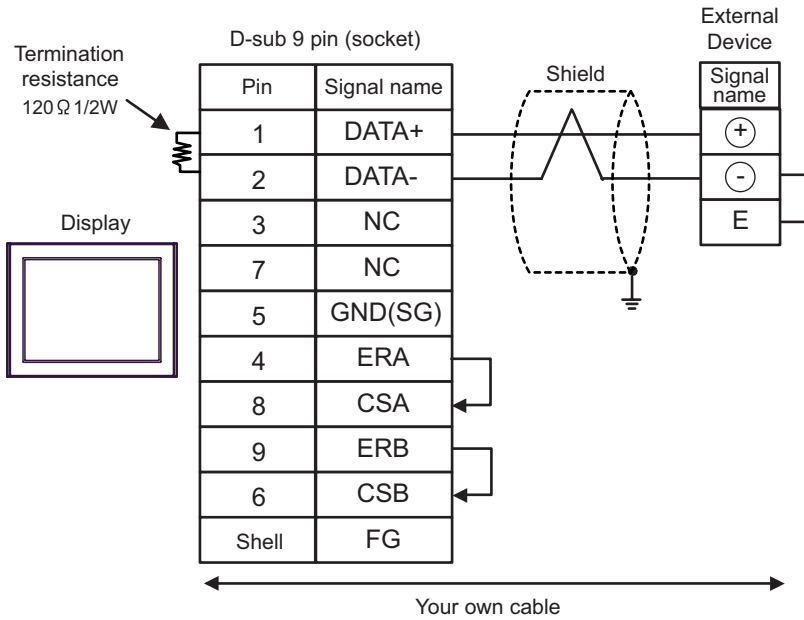 D-sub 9 pin (socket)
Termination
resistance
120Ω 1/2W
Display
Pin Signal name
1 DATA+
2 DATA-
3 NC
7 NC
5 GND(SG)
4 ERA
8 CSA
9 ERB
6 CSB
Shell FG
Shield
External
Device
Signal
name
+
-
E
Your own cable